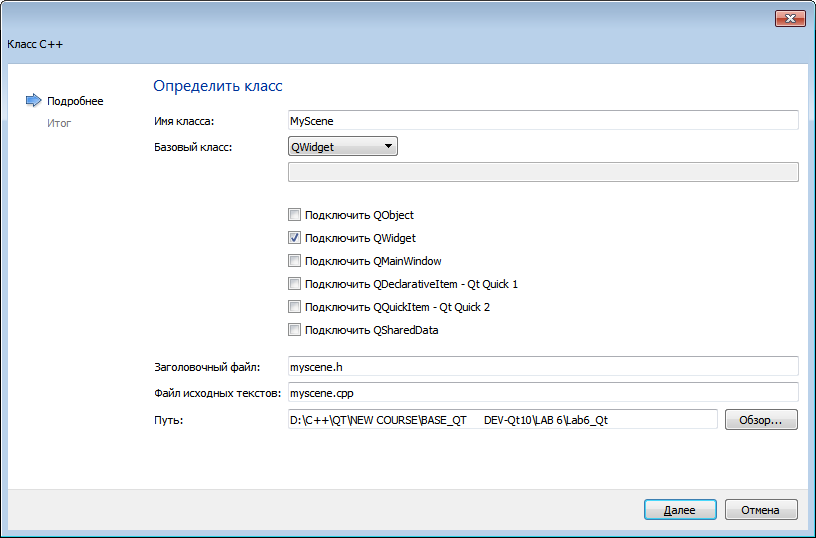 Класс C++
Подробнее
Итог
Определить класс
Имя класса: MyScene
Базовый класс: QWidget
Подключить QObject
Подключить QWidget
Подключить QMainWindow
Подключить QDeclarativeItem - Qt Quick 1
Подключить QQuickItem - Qt Quick 2
Подключить QSharedData
Заголовочный файл: myscene.h
Файл исходных текстов: myscene.cpp
Путь: D:\C++\QT\NEW COURSE\BASE_QT DEV-Qt10\LAB 6\Lab6_Qt Обзор...
Далее Отмена